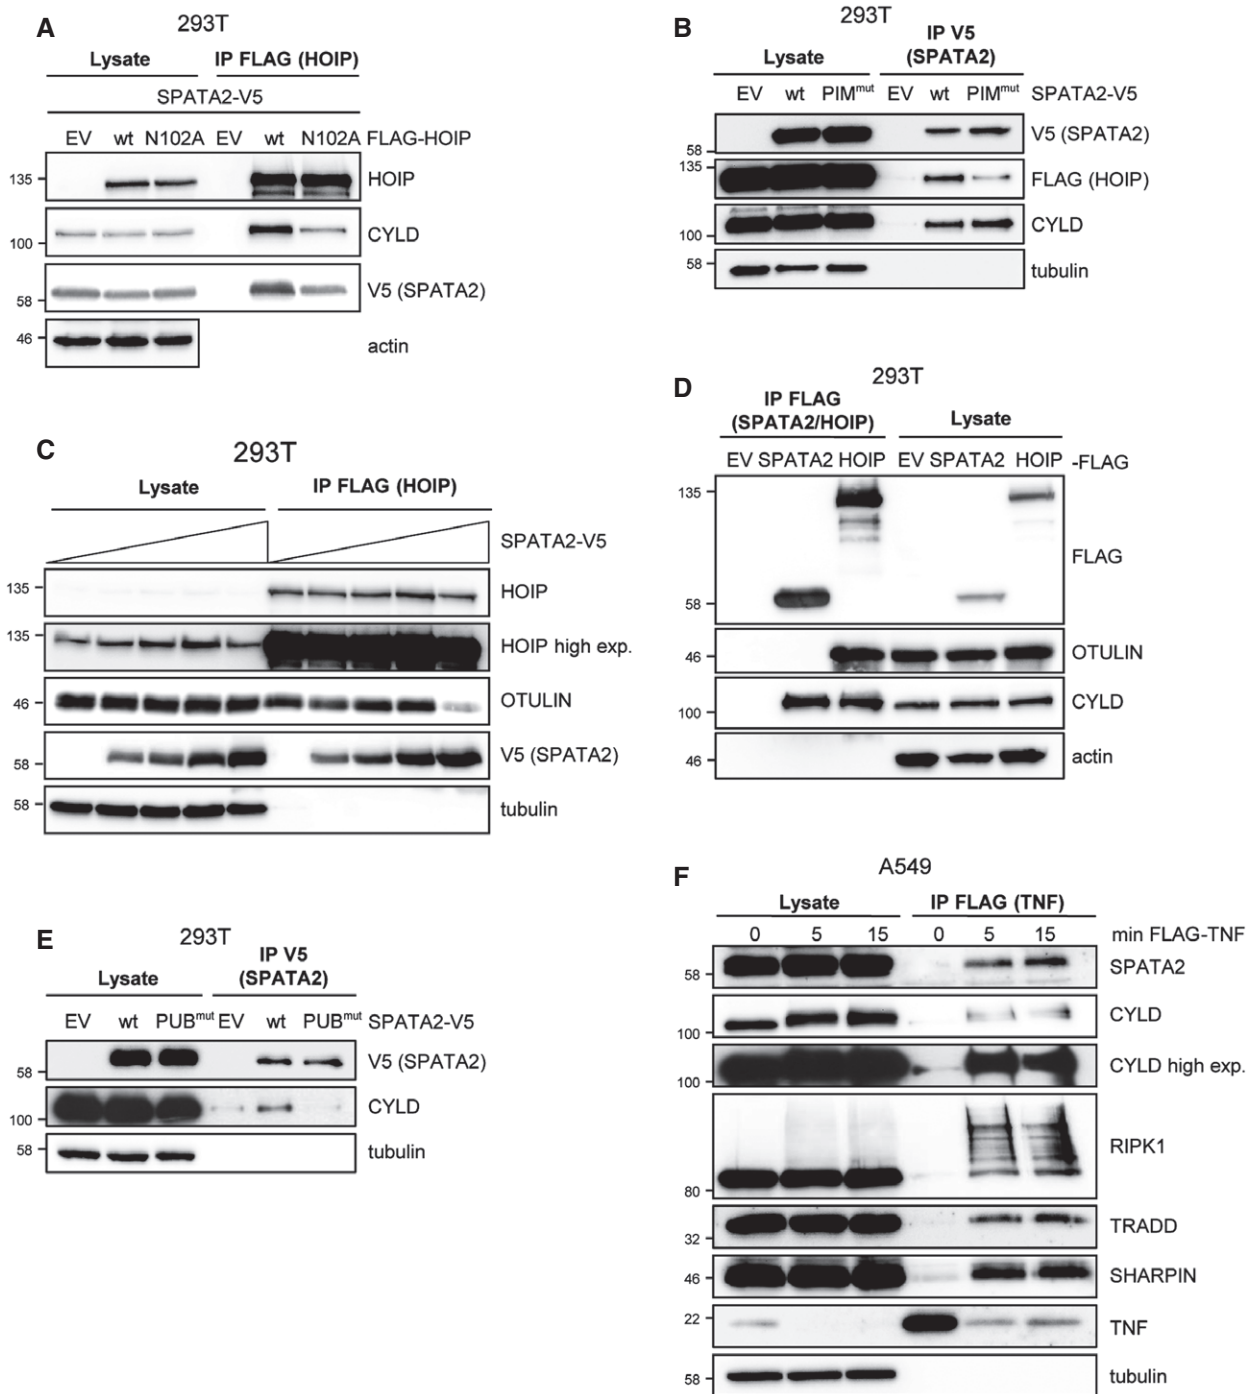 A
293T
Lysate IP FLAG (HOIP)
SPATA2-V5
EV wt N102A EV wt N102A FLAG-HOIP
135 HOIP
100 CYLD
58 V5 (SPATA2)
46 actin
B
293T
Lysate IP V5 (SPATA2)
EV wt PIMmut EV wt PIMmut SPATA2-V5
58 V5 (SPATA2)
135 FLAG (HOIP)
100 CYLD
58 tubulin
C
293T
Lysate IP FLAG (HOIP)
SPATA2-V5
135 HOIP
135 HOIP high exp.
46 OTULIN
58 V5 (SPATA2)
58 tubulin
D
293T
IP FLAG
(SPATA2/HOIP) Lysate
EV SPATA2 HOIP EV SPATA2 HOIP -FLAG
135
FLAG
58
46 OTULIN
100 CYLD
46 actin
E
293T
Lysate IP V5 (SPATA2)
EV wt PUBmut EV wt PUBmut SPATA2-V5
58 V5 (SPATA2)
100 CYLD
58 tubulin
F
A549
Lysate IP FLAG (TNF)
0 5 15 0 5 15 min FLAG-TNF
58 SPATA2
100 CYLD
100 CYLD high exp.
RIPK1
80
32 TRADD
46 SHARPIN
22 TNF
58 tubulin